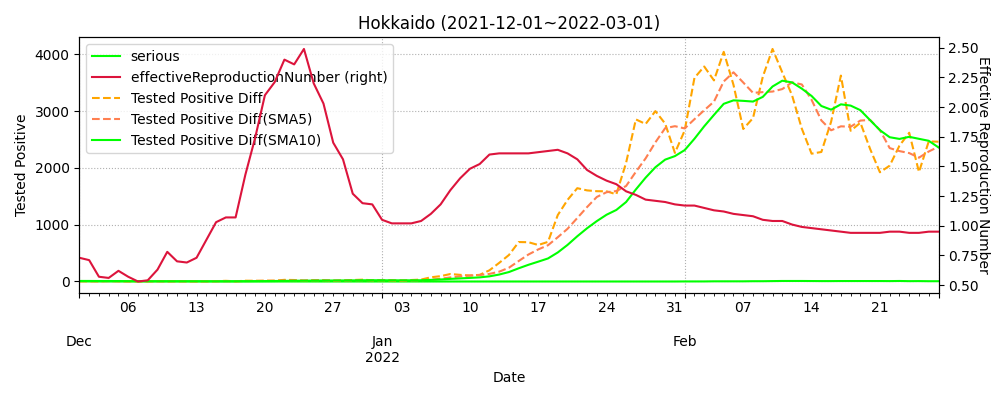 Hokkaido (2021-12-01~2022-03-01)
serious
effectiveReproductionNumber (right)
Tested Positive Diff
Tested Positive Diff(SMA5)
Tested Positive Diff(SMA10)
Tested Positive
4000
3000
2000
1000
0
2.50
2.25
2.00
1.75
1.50
1.25
1.00
0.75
0.50
Effective Reproduction Number
06 13 20 27 03 10 17 24 31 07 14 21
Dec Jan Feb
2022
Date